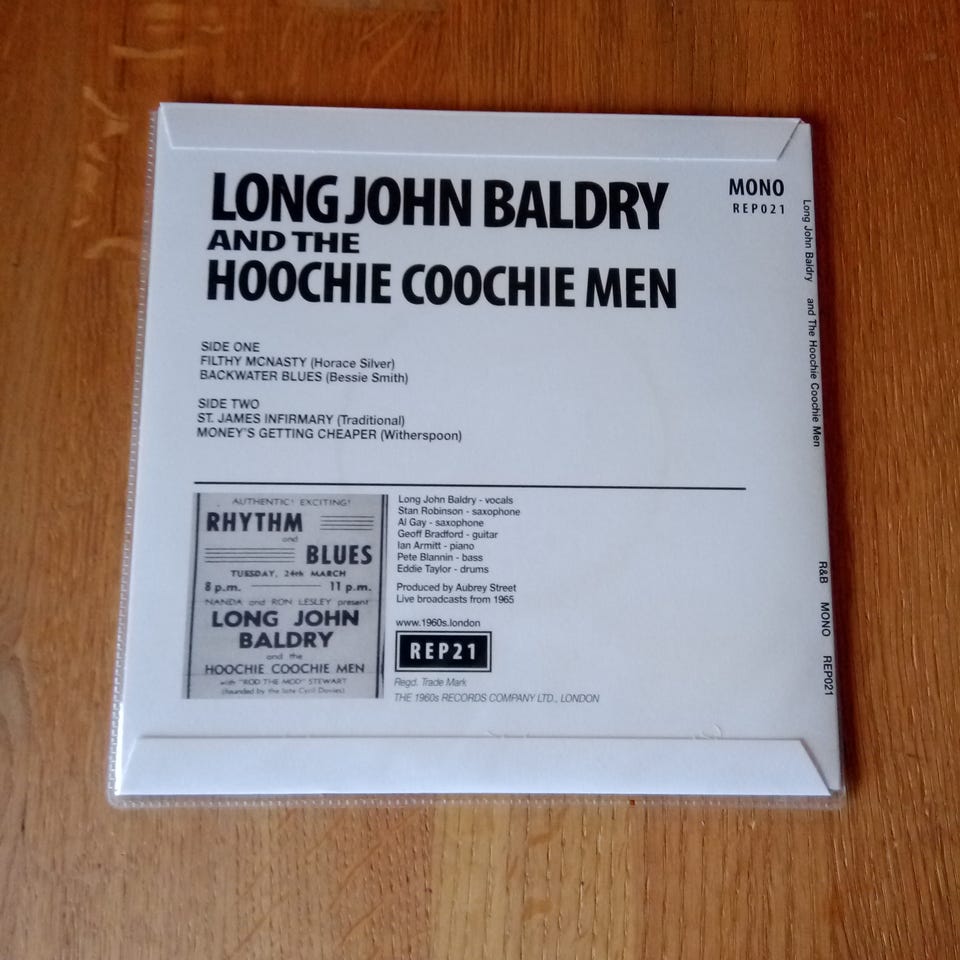 LONG JOHN BALDRY
AND THE
HOOCHIE COOCHIE MEN
MONO
REP021
SIDE ONE
FILTHY MCNASTY (Horace Silver)
BACKWATER BLUES (Bessie Smith)
SIDE TWO
ST. JAMES INFIRMARY (Traditional)
MONEY'S GETTING CHEAPER (Witherspoon)
AUTHENTIC! EXCITING!
RHYTHM
and
BLUES
TUESDAY, 24th MARCH
8 p.m. 11 p.m.
NANDA and RON LESLEY present
LONG JOHN
BALDRY
and the
HOOCHIE COOCHIE MEN
with "ROD THE MOD" STEWART
(founded by the late Cyril Davies)
Long John Baldry - vocals
Stan Robinson - saxophone
Al Gay - saxophone
Geoff Bradford - guitar
Ian Armitt - piano
Pete Blannin - bass
Eddie Taylor - drums
Produced by Aubrey Street
Live broadcasts from 1965
www.1960s.london
REP21
Regd. Trade Mark
THE 1960s RECORDS COMPANY LTD., LONDON
Long John Baldry and The Hoochie Coochie Men R&B MONO REP021